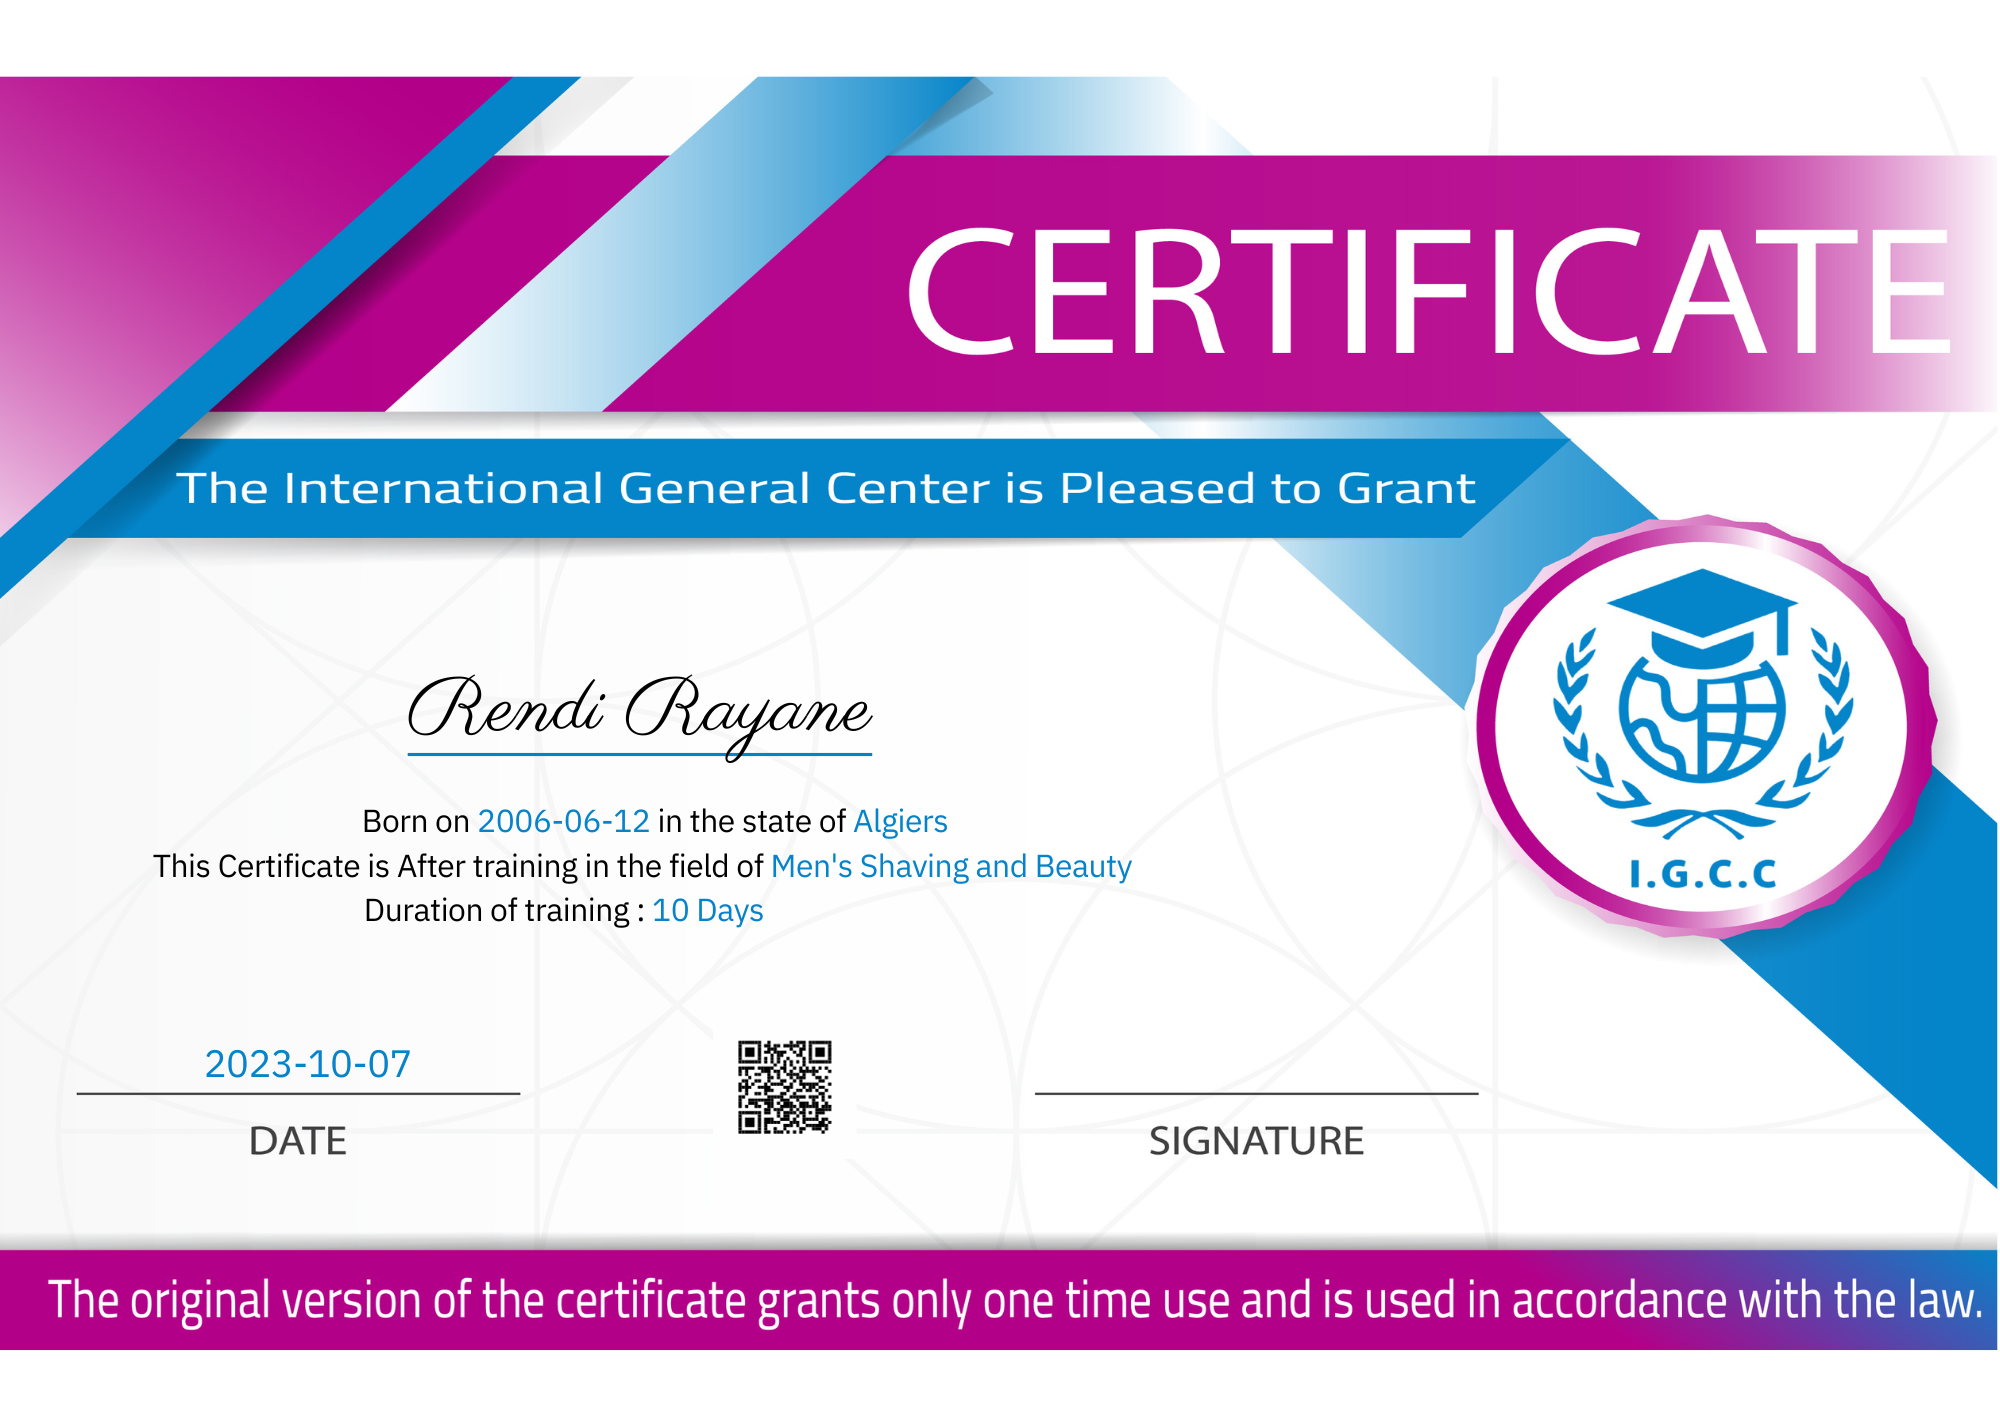 CERTIFICATE
The International General Center is Pleased to Grant
Rendi Rayane
Born on 2006-06-12 in the state of Algiers
This Certificate is After training in the field of Men's Shaving and Beauty
Duration of training : 10 Days
I.G.C.C
2023-10-07
DATE
SIGNATURE
The original version of the certificate grants only one time use and is used in accordance with the law.